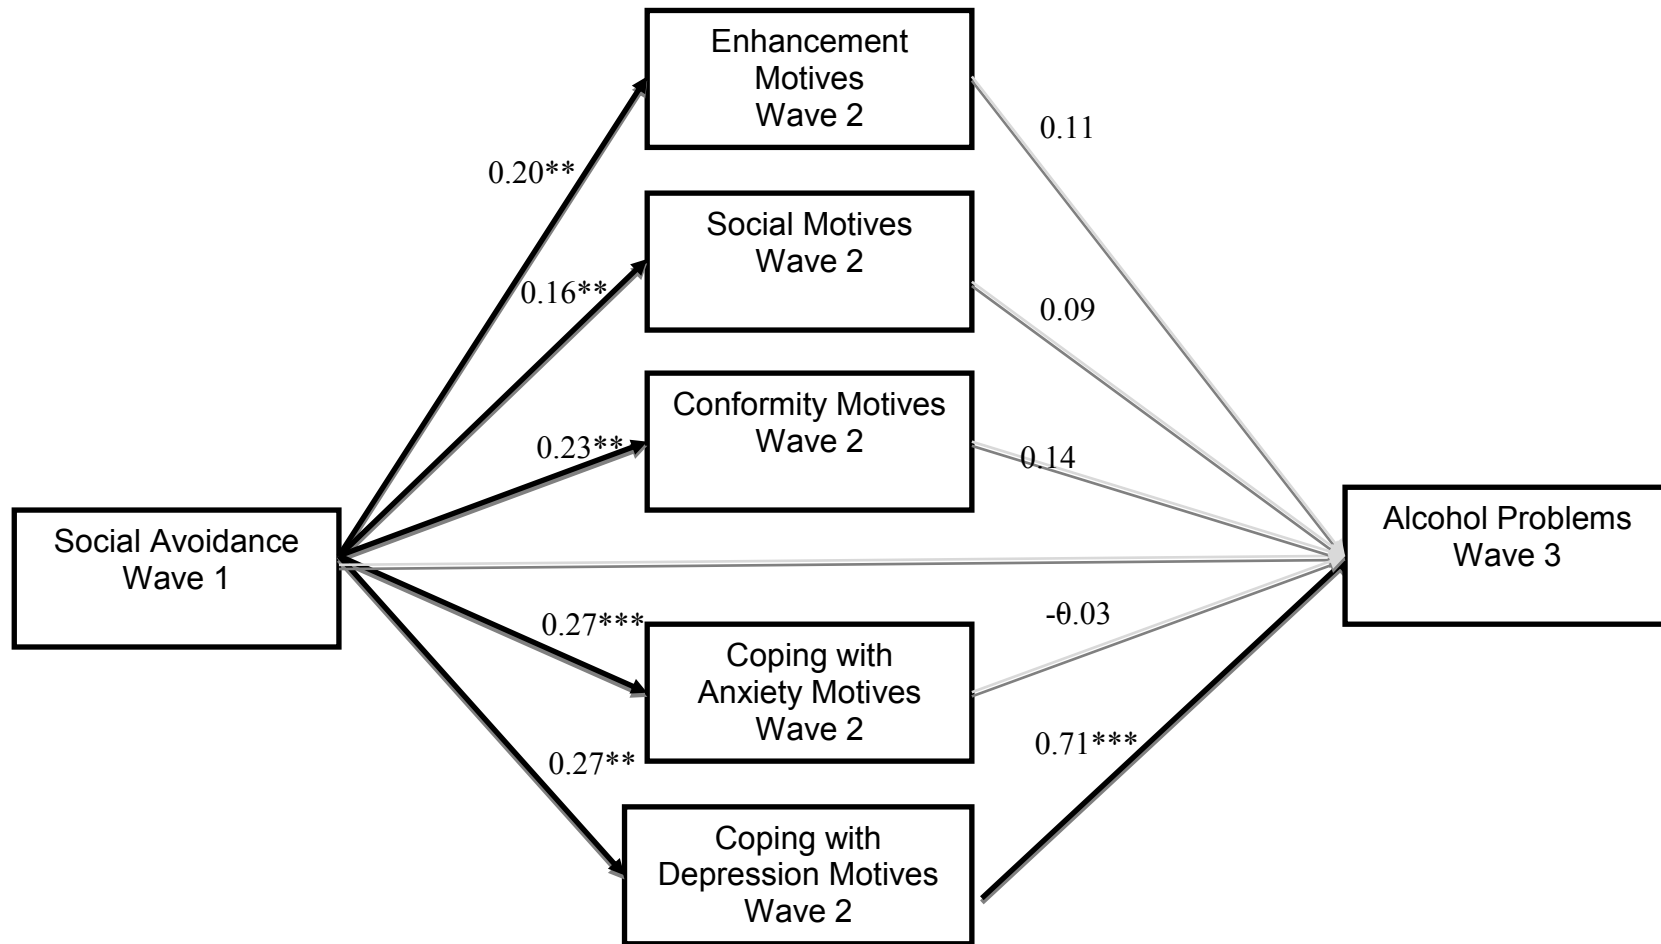 Enhancement
Motives
Wave 2
0.11
0.20**
Social Motives
Wave 2
0.16**
0.09
Conformity Motives
Wave 2
0.23**
0.14
Social Avoidance
Wave 1
Alcohol Problems
Wave 3
0.27***
-0.03
Coping with
Anxiety Motives
Wave 2
0.27**
0.71***
Coping with
Depression Motives
Wave 2